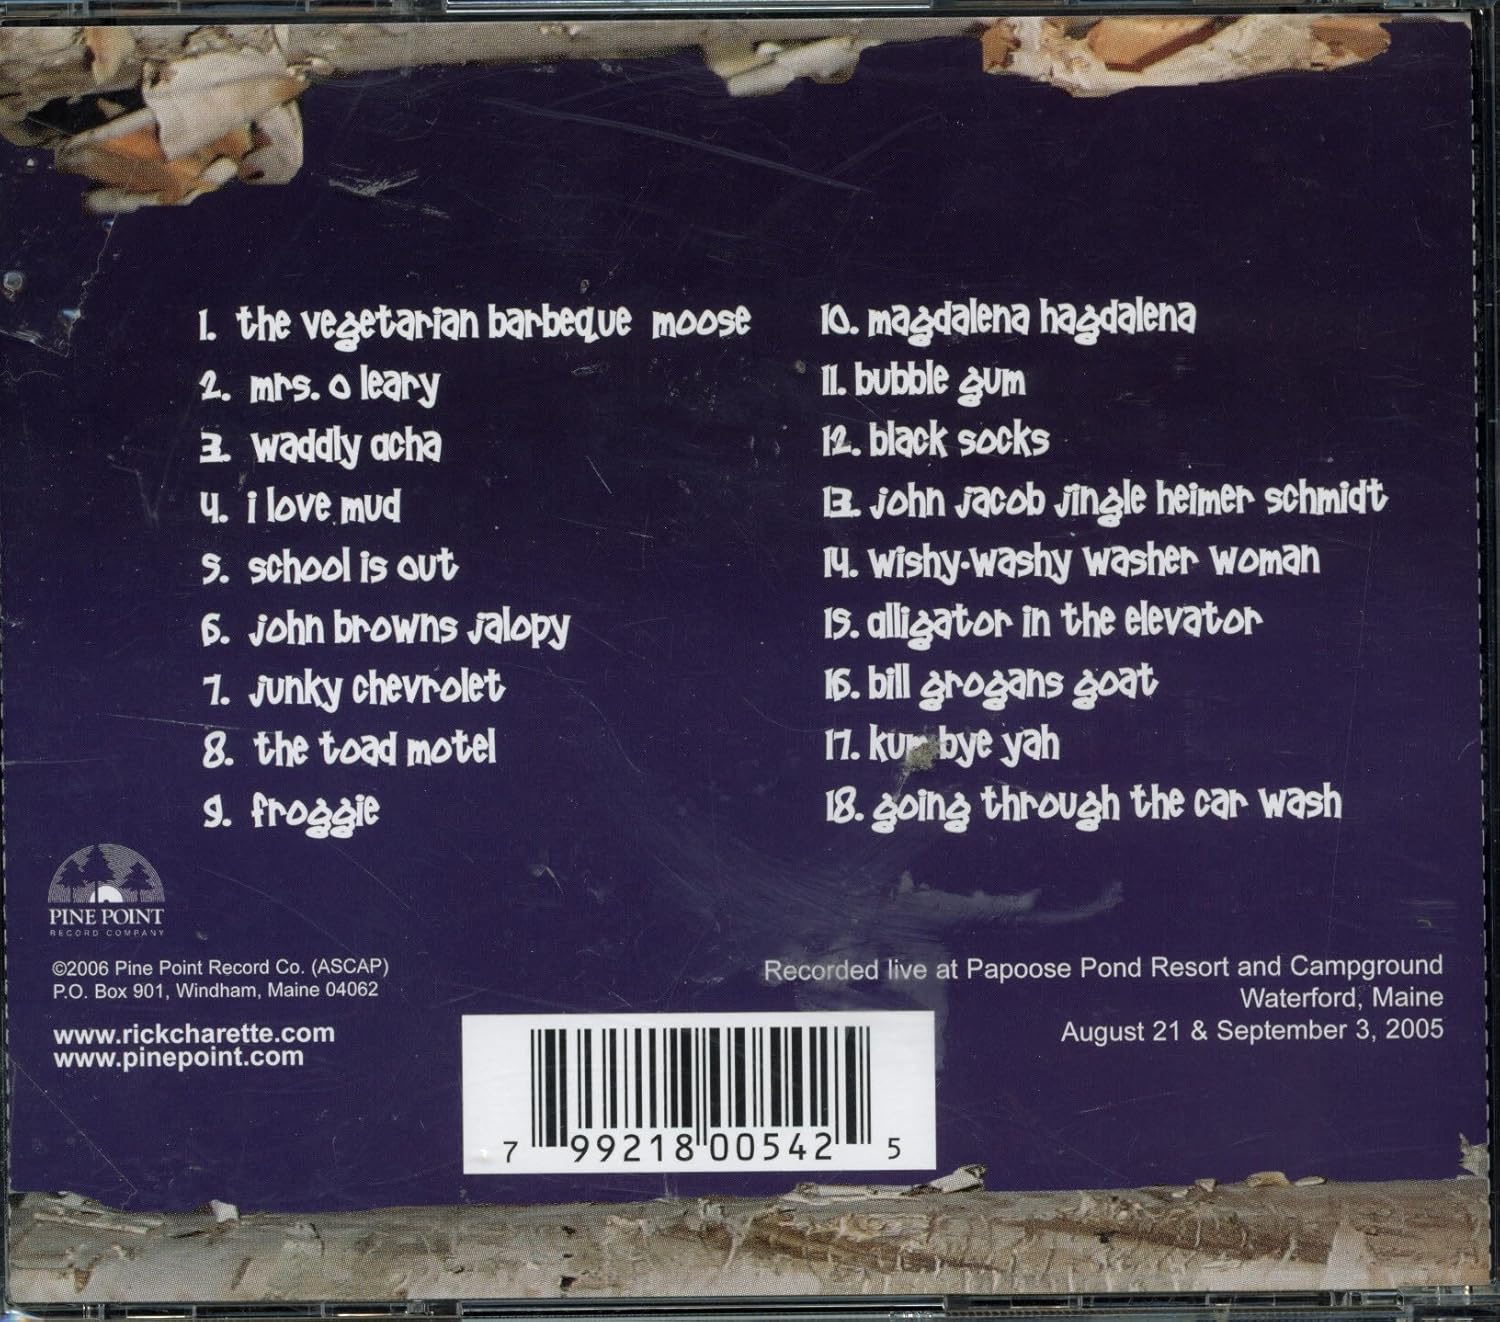 1. the vegetarian barbeque moose
2. mrs. o leary
3. waddly acha
4. i love mud
5. school is out
6. john browns jalopy
7. junky chevrolet
8. the toad motel
9. froggie
10. magdalena hagdalena
11. bubble gum
12. black socks
13. john jacob jingle heimer schmidt
14. wishy-washy washer woman
15. alligator in the elevator
16. bill grogans goat
17. kum bye yah
18. going through the car wash
PINE POINT
RECORD COMPANY
©2006 Pine Point Record Co. (ASCAP)
P.O. Box 901, Windham, Maine 04062
www.rickcharette.com
www.pinepoint.com
Recorded live at Papoose Pond Resort and Campground
Waterford, Maine
August 21 & September 3, 2005
7 99218 00542 5